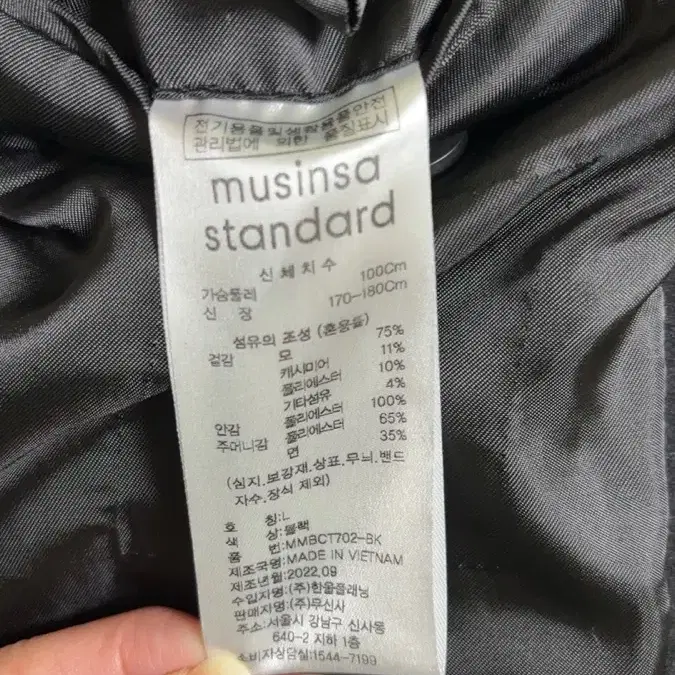 전기용품및생활용품안전
관리법에 의한 품질표시
musinsa
standard
신체치수
가슴둘레 100Cm
신 장 170-180Cm
섬유의 조성 (혼용률)
겉감 모 75%
캐시미어 11%
폴리에스터 10%
기타섬유 4%
안감 폴리에스터 100%
주머니감 폴리에스터 65%
면 35%
(심지.보강재.상표.무늬.밴드
자수.장식 제외)
호 칭:L
색 상:블랙
품 번:MMBCT702-BK
제조국명:MADE IN VIETNAM
제조년월:2022.09
수입자명:(주)한울플래닝
판매자명:(주)무신사
주소:서울시 강남구 신사동
640-2 지하 1층
소비자상담실:1544-7199